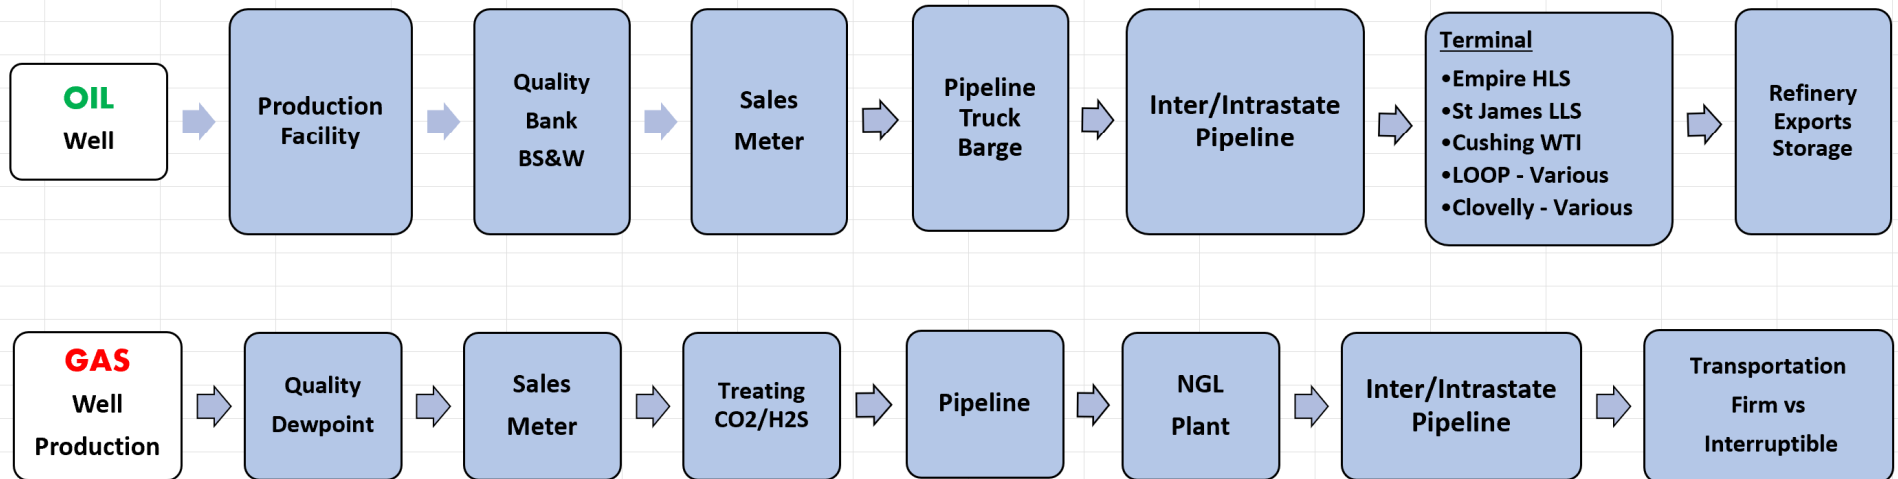 OIL
Well
Production
Facility
Quality
Bank
BS&W
Sales
Meter
Pipeline
Truck
Barge
Inter/Intrastate
Pipeline
Terminal
•Empire HLS
•St James LLS
•Cushing WTI
•LOOP - Various
•Clovelly - Various
Refinery
Exports
Storage
GAS
Well
Production
Quality
Dewpoint
Sales
Meter
Treating
CO2/H2S
Pipeline
NGL
Plant
Inter/Intrastate
Pipeline
Transportation
Firm vs
Interruptible